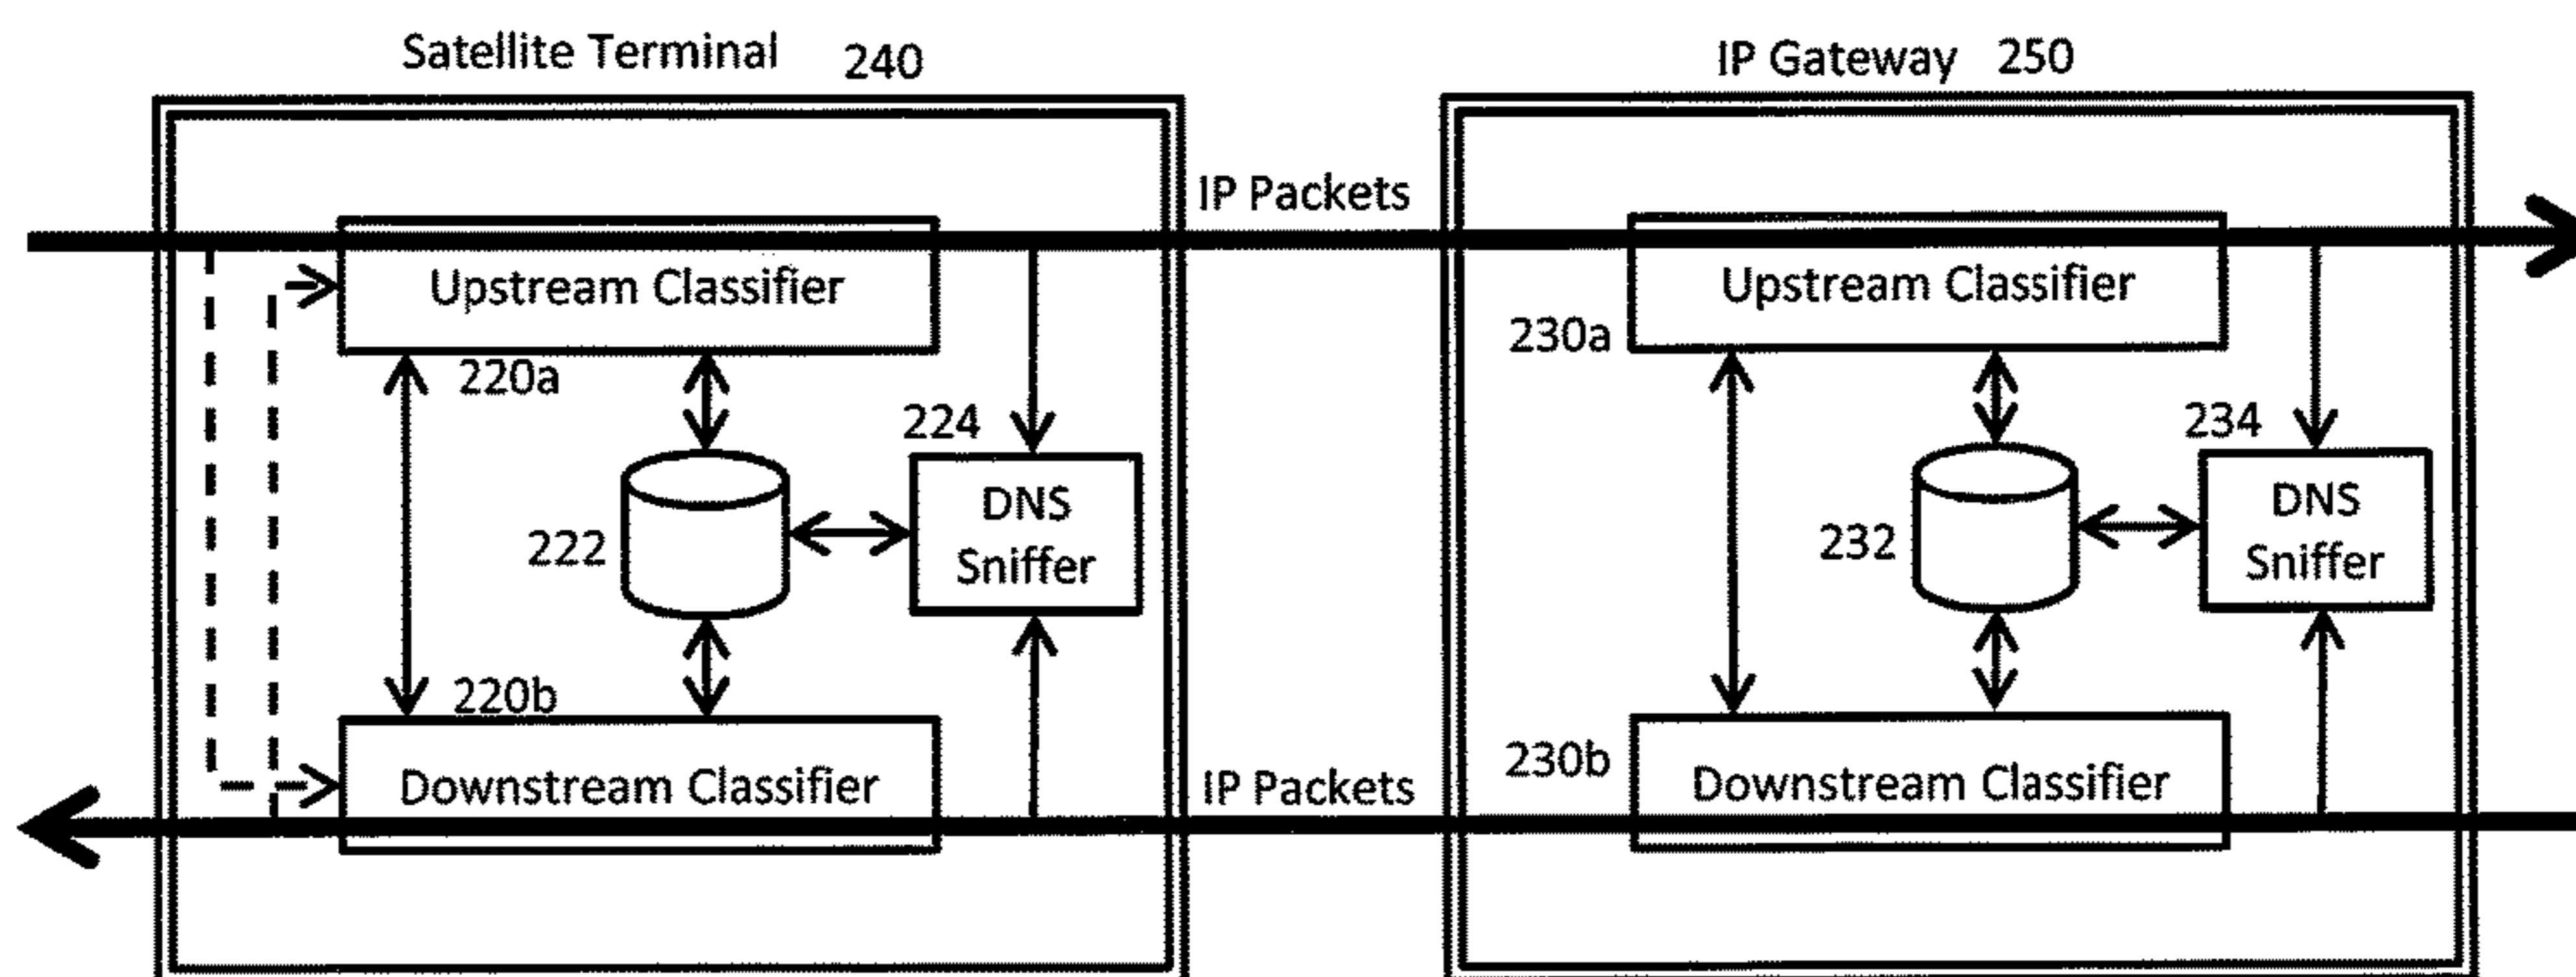 Satellite Terminal 240
IP Gateway 250
IP Packets
Upstream Classifier
Upstream Classifier
230a
220a
224
234
DNS
Sniffer
DNS
Sniffer
222
232
220b
230b
Downstream Classifier
IP Packets
Downstream Classifier